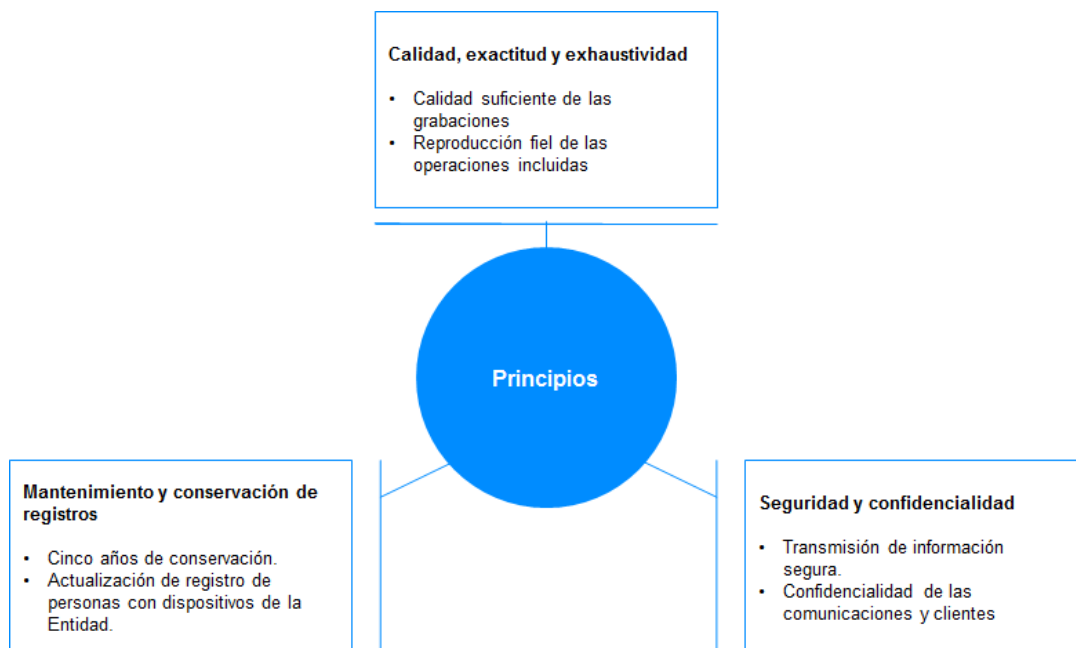 Calidad, exactitud y exhaustividad
• Calidad suficiente de las
grabaciones
• Reproducción fiel de las
operaciones incluidas
Principios
Mantenimiento y conservación de
registros
• Cinco años de conservación.
• Actualización de registro de
personas con dispositivos de la
Entidad.
Seguridad y confidencialidad
• Transmisión de información
segura.
• Confidencialidad de las
comunicaciones y clientes